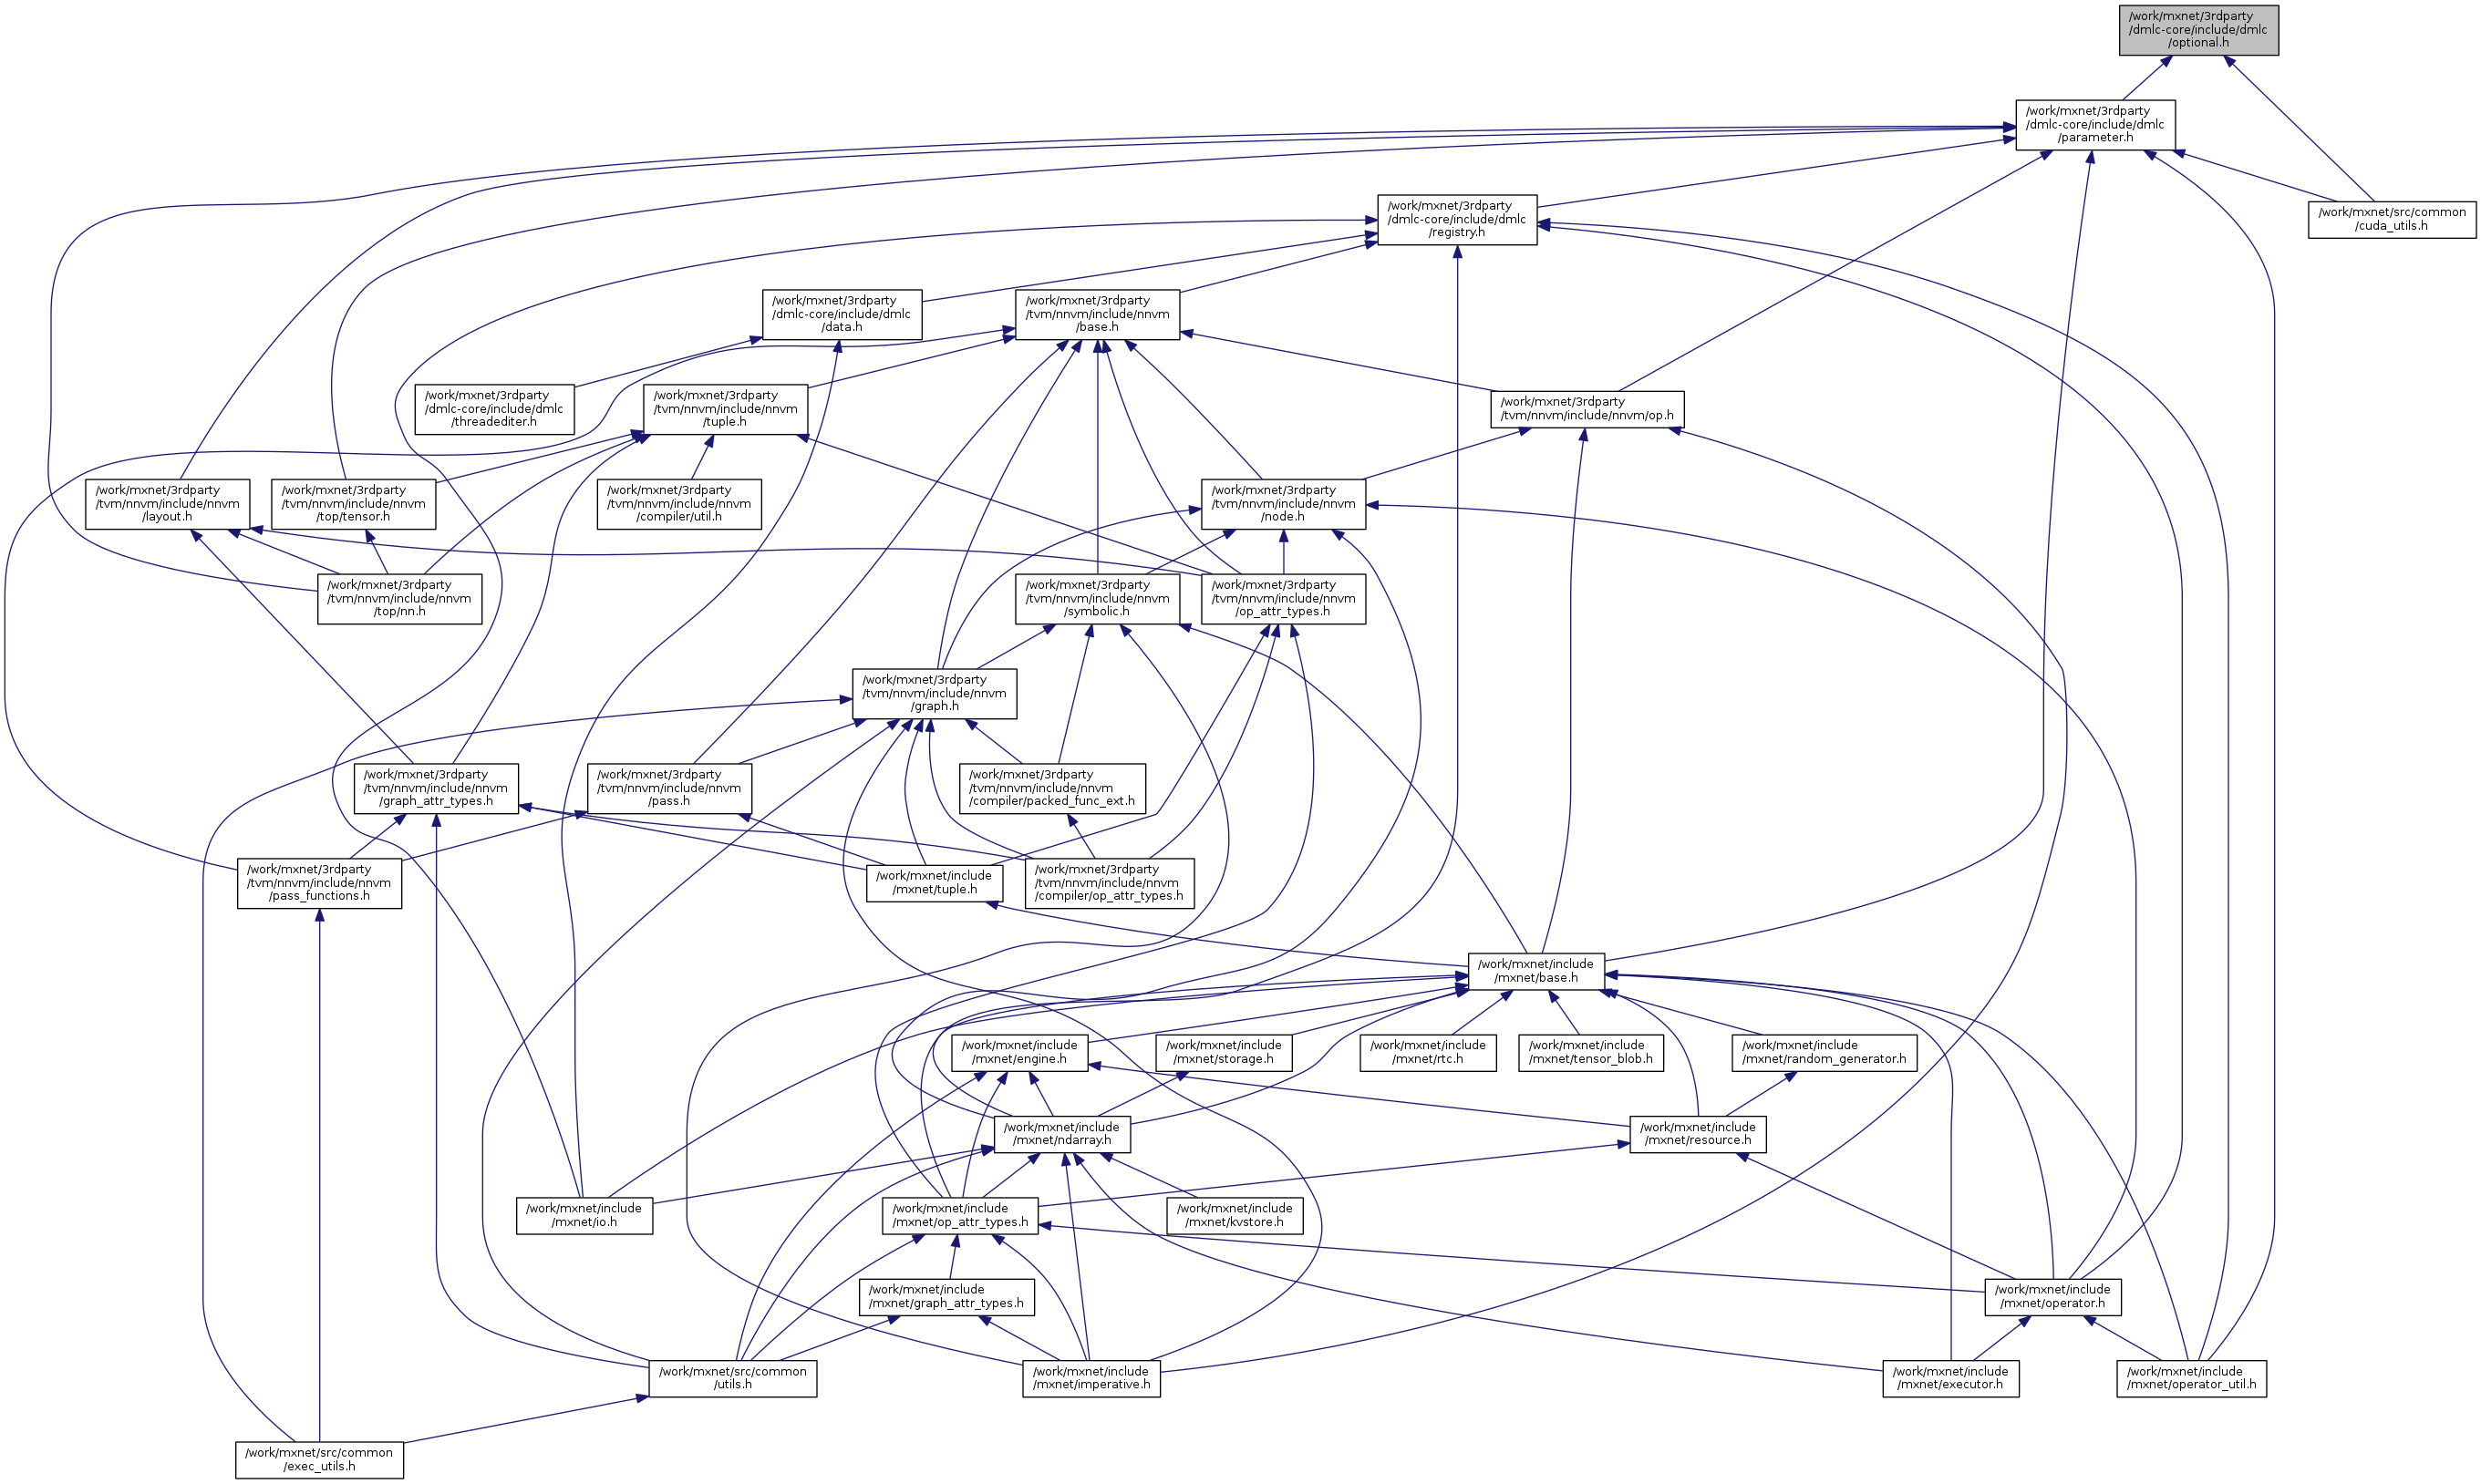 /work/mxnet/3rdparty
/dmlc-core/include/dmlc
/optional.h
/work/mxnet/3rdparty
/dmlc-core/include/dmlc
/parameter.h
/work/mxnet/3rdparty
/dmlc-core/include/dmlc
/registry.h
/work/mxnet/src/common
/cuda_utils.h
/work/mxnet/3rdparty
/dmlc-core/include/dmlc
/data.h
/work/mxnet/3rdparty
/tvm/nnvm/include/nnvm
/base.h
/work/mxnet/3rdparty
/dmlc-core/include/dmlc
/threadediter.h
/work/mxnet/3rdparty
/tvm/nnvm/include/nnvm
/tuple.h
/work/mxnet/3rdparty
/tvm/nnvm/include/nnvm/op.h
/work/mxnet/3rdparty
/tvm/nnvm/include/nnvm
/layout.h
/work/mxnet/3rdparty
/tvm/nnvm/include/nnvm
/top/tensor.h
/work/mxnet/3rdparty
/tvm/nnvm/include/nnvm
/compiler/util.h
/work/mxnet/3rdparty
/tvm/nnvm/include/nnvm
/node.h
/work/mxnet/3rdparty
/tvm/nnvm/include/nnvm
/top/nn.h
/work/mxnet/3rdparty
/tvm/nnvm/include/nnvm
/symbolic.h
/work/mxnet/3rdparty
/tvm/nnvm/include/nnvm
/op_attr_types.h
/work/mxnet/3rdparty
/tvm/nnvm/include/nnvm
/graph.h
/work/mxnet/3rdparty
/tvm/nnvm/include/nnvm
/graph_attr_types.h
/work/mxnet/3rdparty
/tvm/nnvm/include/nnvm
/pass.h
/work/mxnet/3rdparty
/tvm/nnvm/include/nnvm
/compiler/packed_func_ext.h
/work/mxnet/3rdparty
/tvm/nnvm/include/nnvm
/pass_functions.h
/work/mxnet/include
/mxnet/tuple.h
/work/mxnet/3rdparty
/tvm/nnvm/include/nnvm
/compiler/op_attr_types.h
/work/mxnet/include
/mxnet/base.h
/work/mxnet/include
/mxnet/engine.h
/work/mxnet/include
/mxnet/storage.h
/work/mxnet/include
/mxnet/rtc.h
/work/mxnet/include
/mxnet/tensor_blob.h
/work/mxnet/include
/mxnet/random_generator.h
/work/mxnet/include
/mxnet/ndarray.h
/work/mxnet/include
/mxnet/resource.h
/work/mxnet/include
/mxnet/io.h
/work/mxnet/include
/mxnet/op_attr_types.h
/work/mxnet/include
/mxnet/kvstore.h
/work/mxnet/include
/mxnet/graph_attr_types.h
/work/mxnet/include
/mxnet/operator.h
/work/mxnet/src/common
/utils.h
/work/mxnet/include
/mxnet/imperative.h
/work/mxnet/include
/mxnet/executor.h
/work/mxnet/include
/mxnet/operator_util.h
/work/mxnet/src/common
/exec_utils.h